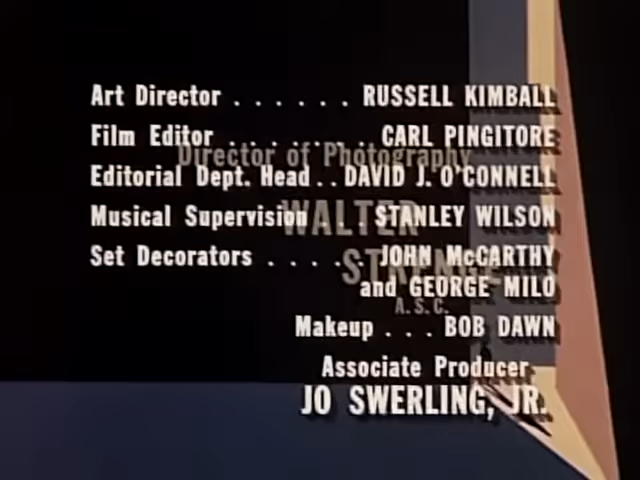 Art Director . . . . . . RUSSELL KIMBALL
Film Editor . . . . . . . . CARL PINGITORE
Director of Photography
Editorial Dept. Head . . DAVID J. O'CONNELL
Musical Supervision . . . STANLEY WILSON
WALTER
Set Decorators . . . . . JOHN McCARTHY
STRENGE
and GEORGE MILO
A.S.C.
Makeup . . . BOB DAWN
Associate Producer
JO SWERLING, JR.